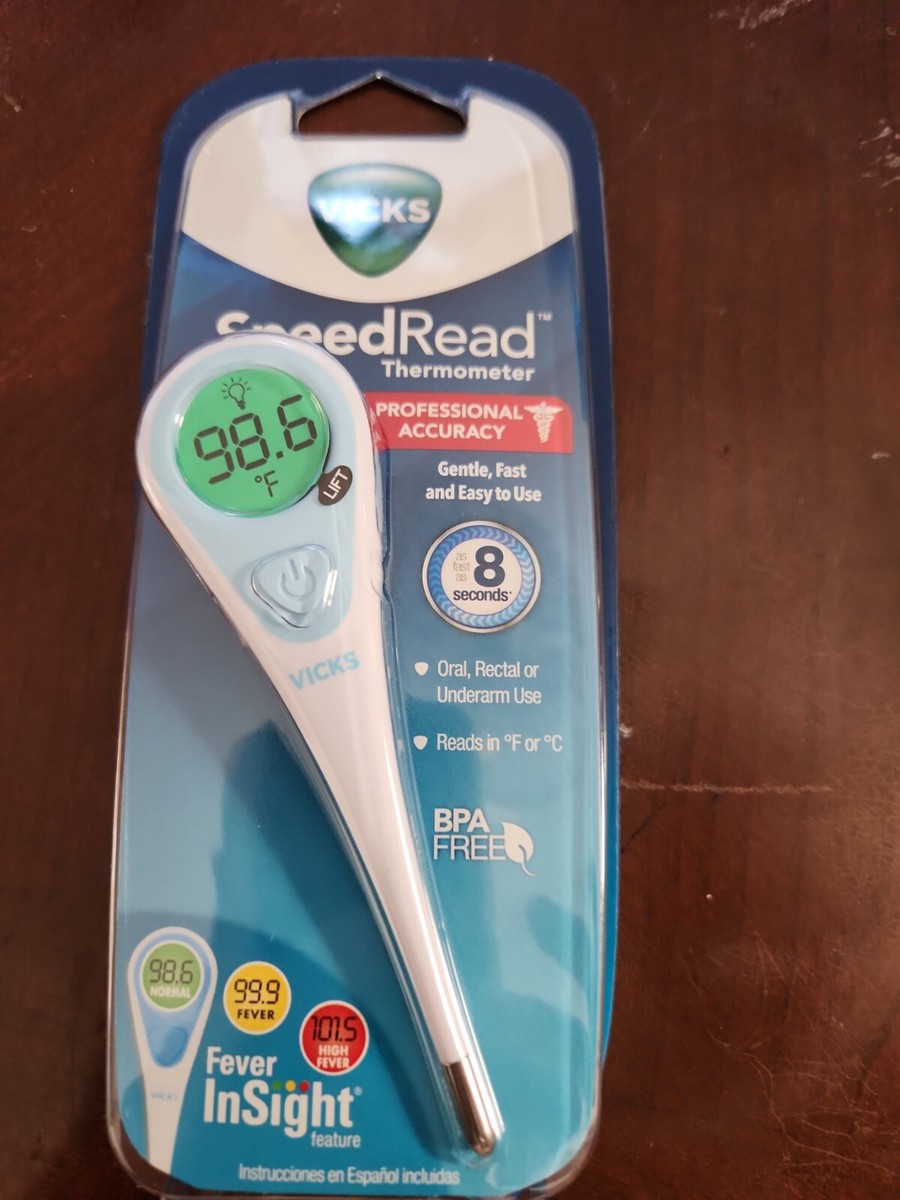 VICKS
SpeedRead™
Thermometer
PROFESSIONAL
ACCURACY
Gentle, Fast
and Easy to Use
98.6
°F
LIFT
as
fast
as
8
seconds*
VICKS
Oral, Rectal or
Underarm Use
Reads in °F or °C
BPA
FREE
98.6
NORMAL
99.9
FEVER
101.5
HIGH
FEVER
VICKS
Fever
InSight®
feature
Instrucciones en Español incluidas